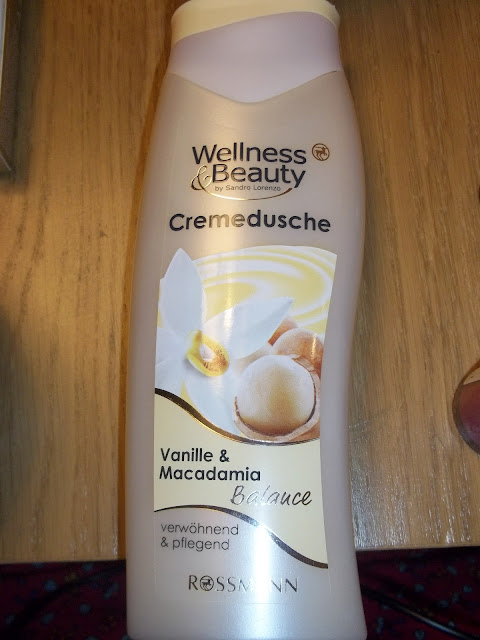 Wellness
& Beauty
by Sandro Lorenzo
Cremedusche
Vanille &
Macadamia
Balance
verwöhnend
& pflegend
ROSSMANN